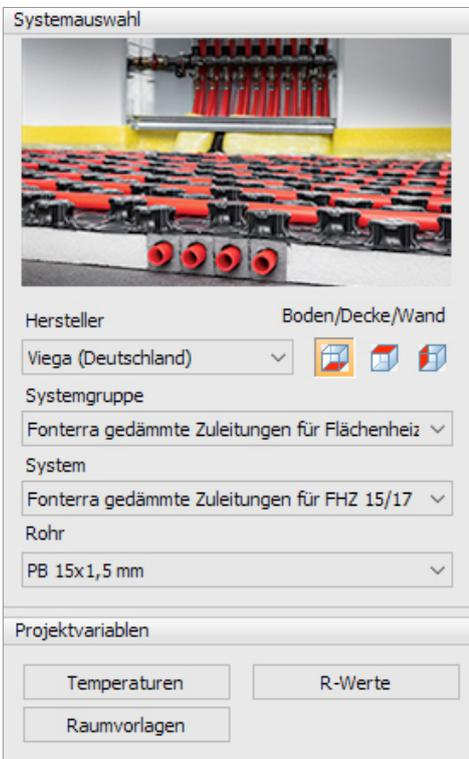 Systemauswahl
Hersteller
Boden/Decke/Wand
Viega (Deutschland)
Systemgruppe
Fonterra gedämmte Zuleitungen für Flächenheiz
System
Fonterra gedämmte Zuleitungen für FHZ 15/17
Rohr
PB 15x1,5 mm
Projektvariablen
Temperaturen
R-Werte
Raumvorlagen